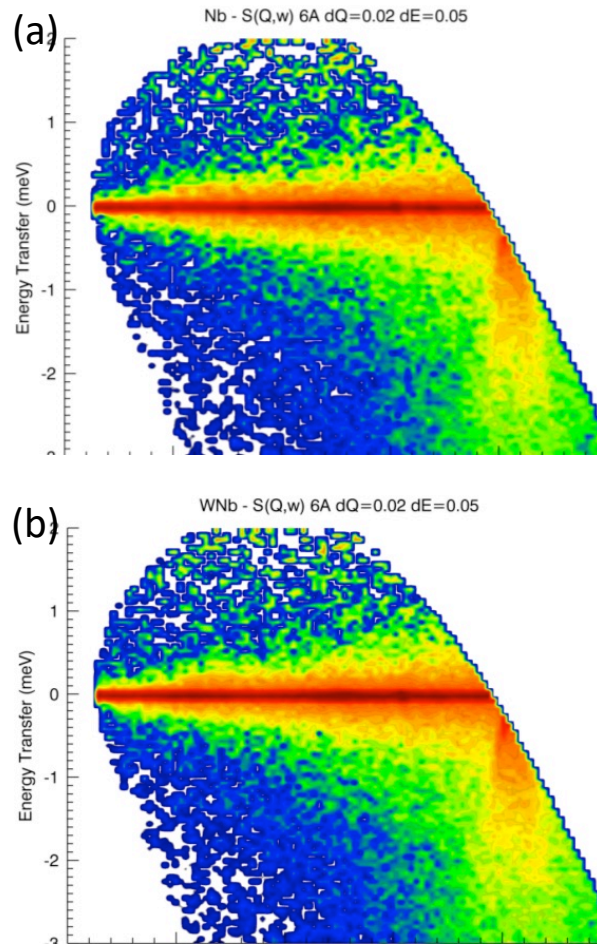 (a)
Nb - S(Q,w) 6A dQ=0.02 dE=0.05
2
1
0
-1
-2
Energy Transfer (meV)
(b)
WNb - S(Q,w) 6A dQ=0.02 dE=0.05
2
1
0
-1
-2
-3
Energy Transfer (meV)